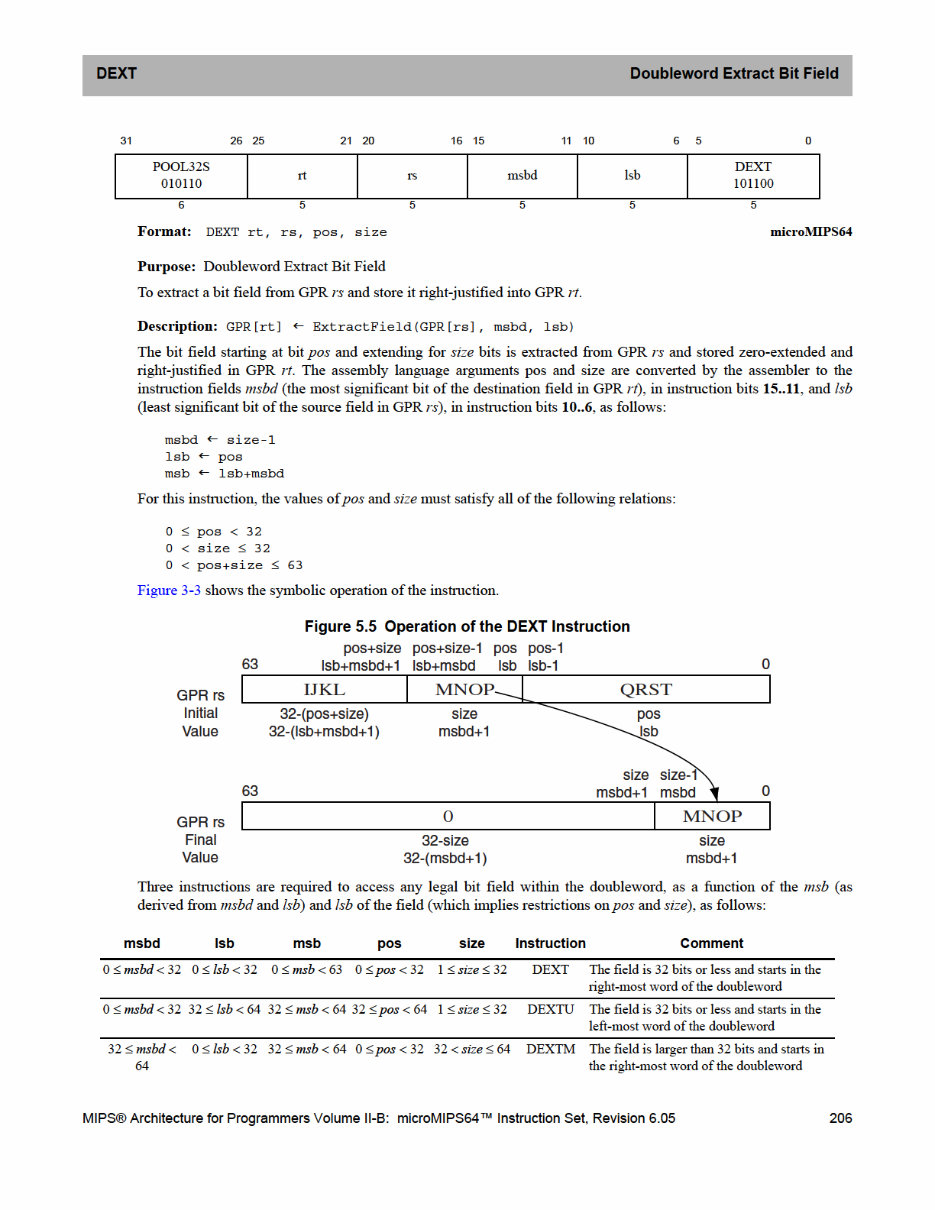 DEXT Doubleword Extract Bit Field
31 26 25 21 20 16 15 11 10 6 5 0
POOL32S
010110 rt rs msbd lsb DEXT
101100
6 5 5 5 5 5
Format: DEXT rt, rs, pos, size microMIPS64
Purpose: Doubleword Extract Bit Field
To extract a bit field from GPR rs and store it right-justified into GPR rt.
Description: GPR[rt] ← ExtractField(GPR[rs], msbd, lsb)
The bit field starting at bit pos and extending for size bits is extracted from GPR rs and stored zero-extended and
right-justified in GPR rt. The assembly language arguments pos and size are converted by the assembler to the
instruction fields msbd (the most significant bit of the destination field in GPR rt), in instruction bits 15..11, and lsb
(least significant bit of the source field in GPR rs), in instruction bits 10..6, as follows:
msbd ← size-1
lsb ← pos
msb ← lsb+msbd
For this instruction, the values of pos and size must satisfy all of the following relations:
0 ≤ pos < 32
0 < size ≤ 32
0 < pos+size ≤ 63
Figure 3-3 shows the symbolic operation of the instruction.
Figure 5.5 Operation of the DEXT Instruction
pos+size pos+size-1 pos pos-1
63 lsb+msbd+1 lsb+msbd lsb lsb-1 0
GPR rs
Initial
Value
IJKL MNOP QRST
32-(pos+size) size pos
32-(lsb+msbd+1) msbd+1 lsb
size size-1
63 msbd+1 msbd 0
GPR rs
Final
Value
0 MNOP
32-size size
32-(msbd+1) msbd+1
Three instructions are required to access any legal bit field within the doubleword, as a function of the msb (as
derived from msbd and lsb) and lsb of the field (which implies restrictions on pos and size), as follows:
msbd lsb msb pos size Instruction Comment
0 ≤ msbd < 32 0 ≤ lsb < 32 0 ≤ msb < 63 0 ≤ pos < 32 1 ≤ size ≤ 32 DEXT The field is 32 bits or less and starts in the
right-most word of the doubleword
0 ≤ msbd < 32 32 ≤ lsb < 64 32 ≤ msb < 64 32 ≤ pos < 64 1 ≤ size ≤ 32 DEXTU The field is 32 bits or less and starts in the
left-most word of the doubleword
32 ≤ msbd <
64 0 ≤ lsb < 32 32 ≤ msb < 64 0 ≤ pos < 32 32 < size ≤ 64 DEXTM The field is larger than 32 bits and starts in
the right-most word of the doubleword
MIPS® Architecture for Programmers Volume II-B: microMIPS64™ Instruction Set, Revision 6.05 206